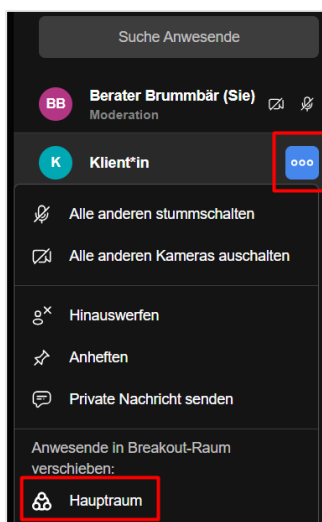 Suche Anwesende
BB
Berater Brummbär (Sie)
Moderation
K
Klient*in
Alle anderen stummschalten
Alle anderen Kameras auschalten
Hinauswerfen
Anheften
Private Nachricht senden
Anwesende in Breakout-Raum
verschieben:
Hauptraum